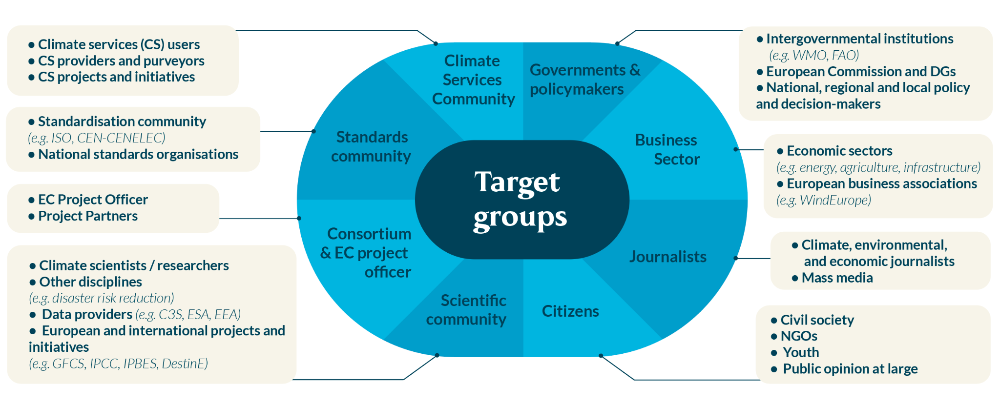 ● Climate services (CS) users
● CS providers and purveyors
● CS projects and initiatives
● Standardisation community
(e.g. ISO, CEN-CENELEC)
● National standards organisations
● EC Project Officer
● Project Partners
● Climate scientists / researchers
● Other disciplines
(e.g. disaster risk reduction)
● Data providers (e.g. C3S, ESA, EEA)
● European and international projects and
initiatives
(e.g. GFCS, IPCC, IPBES, DestinE)
Climate
Services
Community
Governments &
policymakers
Standards
community
Business
Sector
Target
groups
Consortium
& EC project
officer
Journalists
Scientific
community
Citizens
● Intergovernmental institutions
(e.g. WMO, FAO)
● European Commission and DGs
● National, regional and local policy
and decision-makers
● Economic sectors
(e.g. energy, agriculture, infrastructure)
● European business associations
(e.g. WindEurope)
● Climate, environmental,
and economic journalists
● Mass media
● Civil society
● NGOs
● Youth
● Public opinion at large